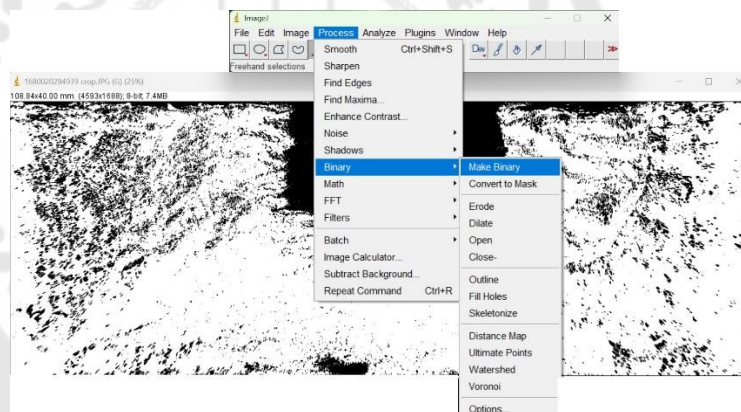 ImageJ
File Edit Image Process Analyze Plugins Window Help
Dev
Freehand selections
1680020294939 crop.JPG (G) (25%)
108.84x40.00 mm. (4593x1688); 8-bit; 7.4MB
Smooth Ctrl+Shift+S
Sharpen
Find Edges
Find Maxima...
Enhance Contrast...
Noise
Shadows
Binary
Math
FFT
Filters
Batch
Image Calculator...
Subtract Background...
Repeat Command Ctrl+R
Make Binary
Convert to Mask
Erode
Dilate
Open
Close-
Outline
Fill Holes
Skeletonize
Distance Map
Ultimate Points
Watershed
Voronoi
Options...